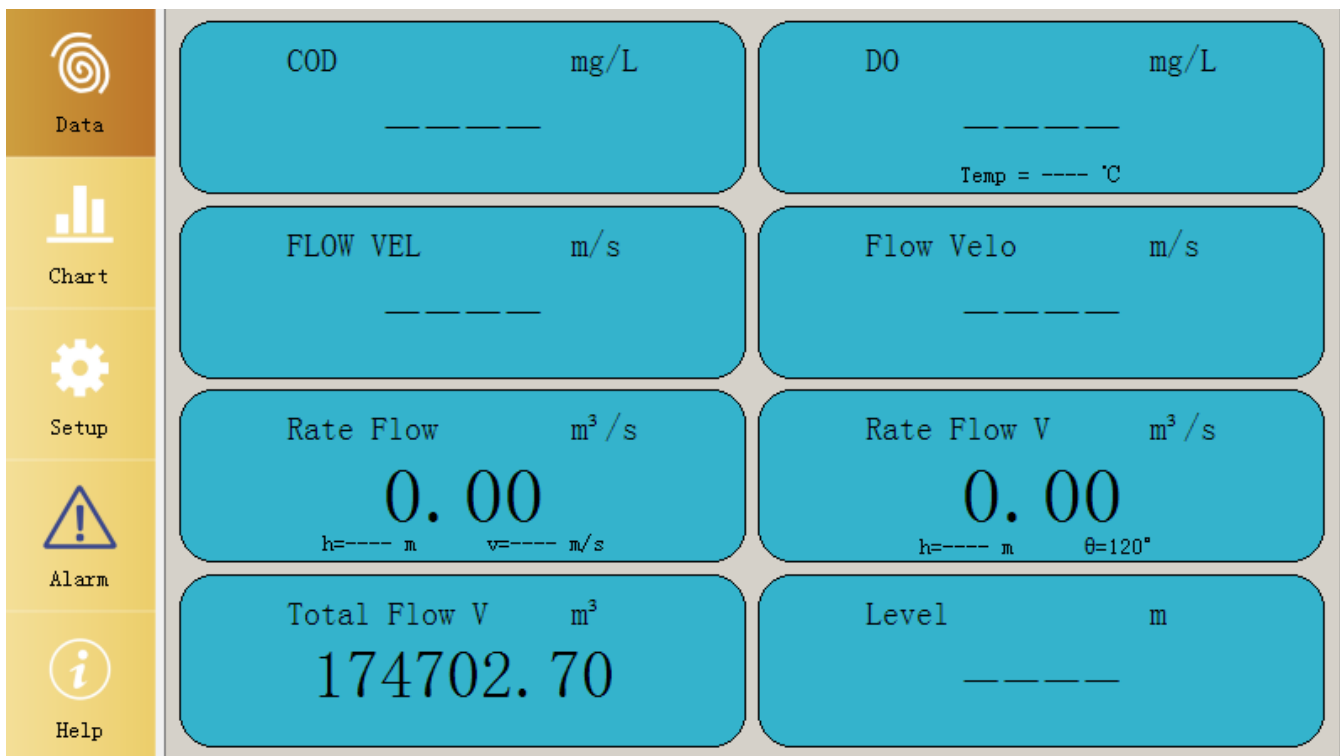 Data
Chart
Setup
Alarm
Help
COD mg/L
————
DO mg/L
————
Temp = ---- ℃
FLOW VEL m/s
————
Flow Velo m/s
————
Rate Flow m³/s
0.00
h=---- m v=---- m/s
Rate Flow V m³/s
0.00
h=---- m θ=120°
Total Flow V m³
174702.70
Level m
————